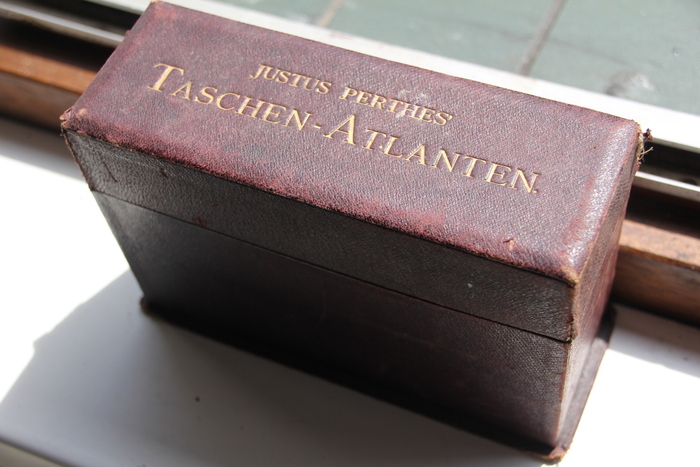 JUSTUS PERTHES'
TASCHEN-ATLANTEN.